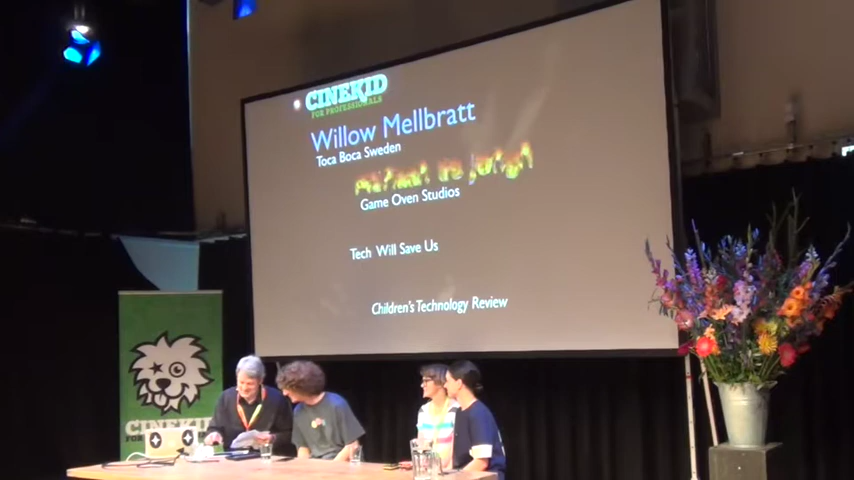 CINEKID
FOR PROFESSIONALS
Willow Mellbratt
Toca Boca Sweden
Game Oven Studios
Tech Will Save Us
Children's Technology Review
CINEKID